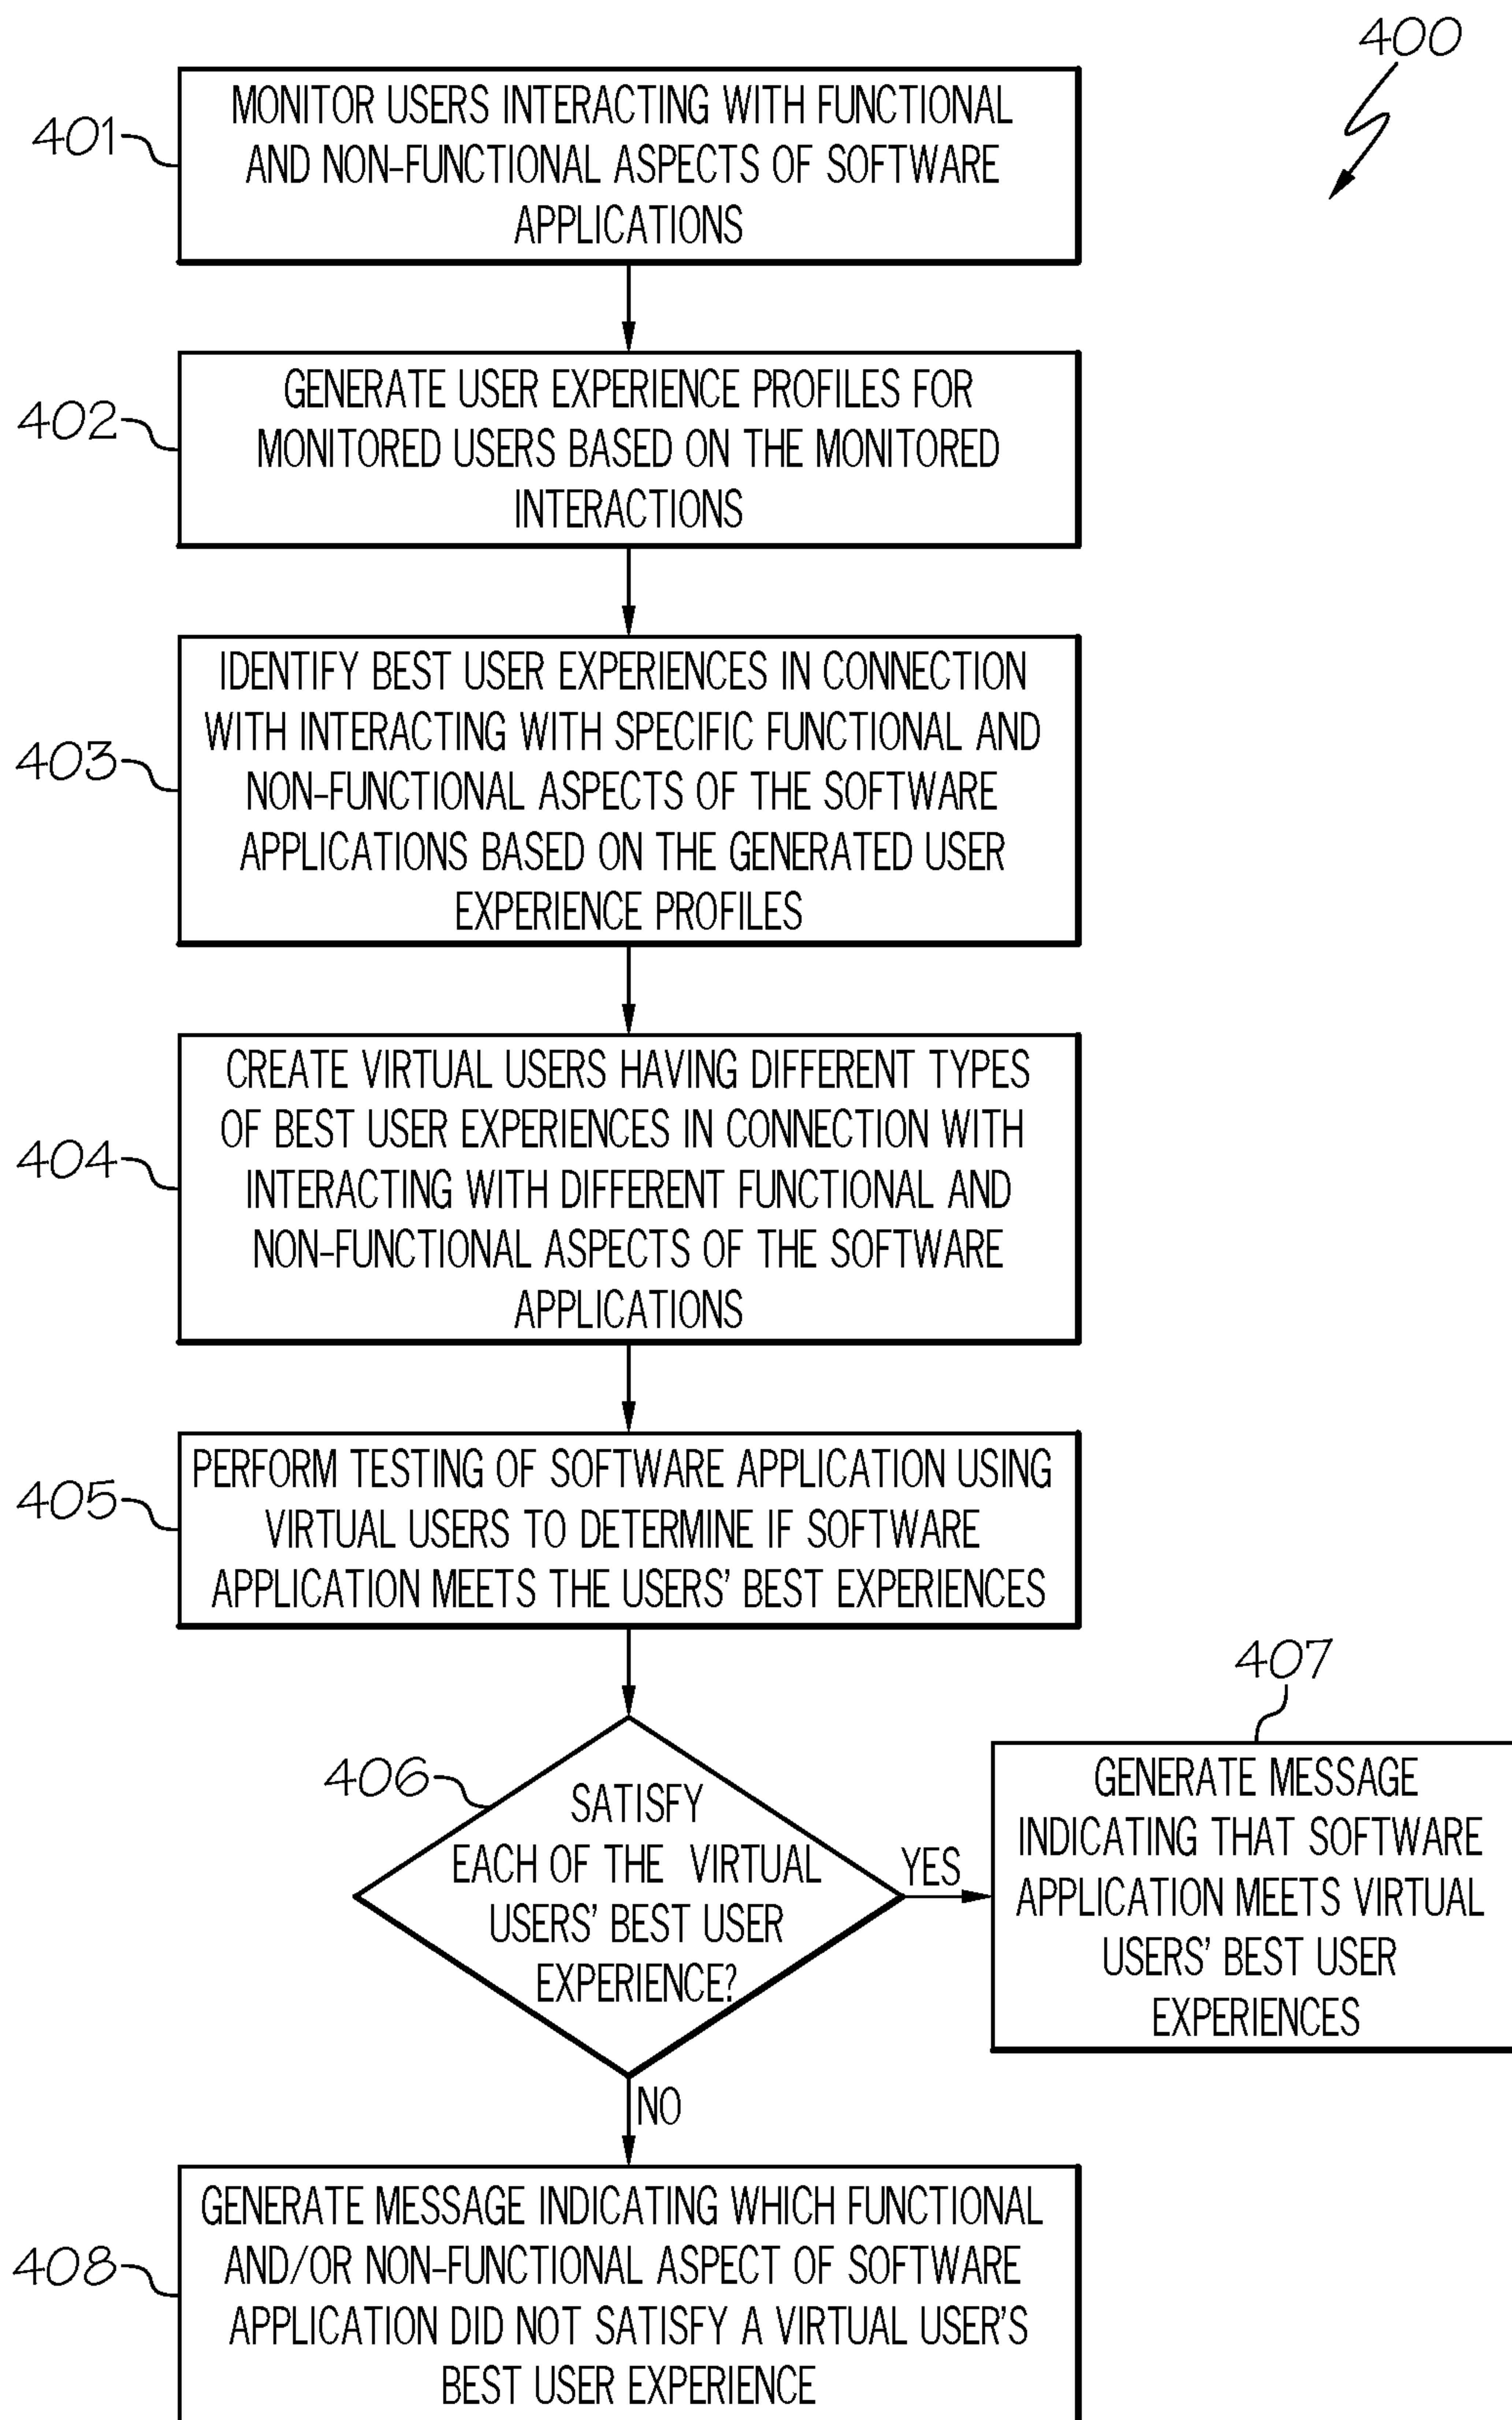 400
401
MONITOR USERS INTERACTING WITH FUNCTIONAL
AND NON-FUNCTIONAL ASPECTS OF SOFTWARE
APPLICATIONS
402
GENERATE USER EXPERIENCE PROFILES FOR
MONITORED USERS BASED ON THE MONITORED
INTERACTIONS
403
IDENTIFY BEST USER EXPERIENCES IN CONNECTION
WITH INTERACTING WITH SPECIFIC FUNCTIONAL AND
NON-FUNCTIONAL ASPECTS OF THE SOFTWARE
APPLICATIONS BASED ON THE GENERATED USER
EXPERIENCE PROFILES
404
CREATE VIRTUAL USERS HAVING DIFFERENT TYPES
OF BEST USER EXPERIENCES IN CONNECTION WITH
INTERACTING WITH DIFFERENT FUNCTIONAL AND
NON-FUNCTIONAL ASPECTS OF THE SOFTWARE
APPLICATIONS
405
PERFORM TESTING OF SOFTWARE APPLICATION USING
VIRTUAL USERS TO DETERMINE IF SOFTWARE
APPLICATION MEETS THE USERS' BEST EXPERIENCES
406
SATISFY
EACH OF THE VIRTUAL
USERS' BEST USER
EXPERIENCE?
YES
407
GENERATE MESSAGE
INDICATING THAT SOFTWARE
APPLICATION MEETS VIRTUAL
USERS' BEST USER
EXPERIENCES
NO
408
GENERATE MESSAGE INDICATING WHICH FUNCTIONAL
AND/OR NON-FUNCTIONAL ASPECT OF SOFTWARE
APPLICATION DID NOT SATISFY A VIRTUAL USER'S
BEST USER EXPERIENCE